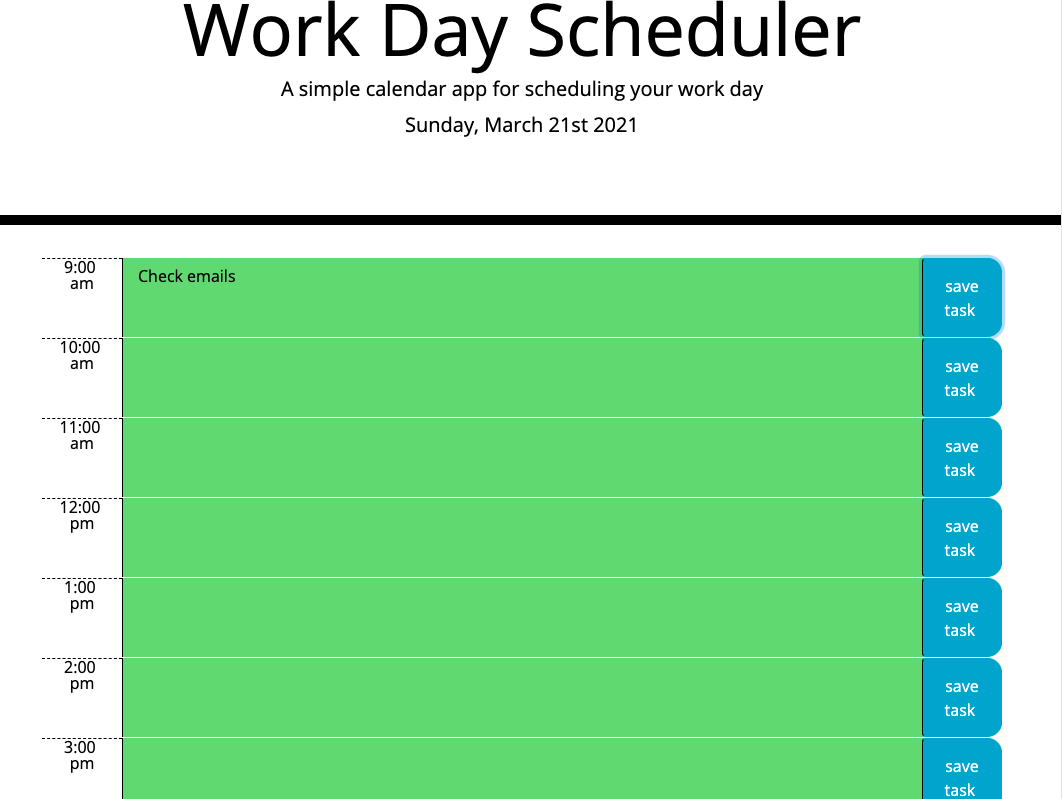 Work Day Scheduler
A simple calendar app for scheduling your work day
Sunday, March 21st 2021
9:00
am
Check emails
save
task
10:00
am
save
task
11:00
am
save
task
12:00
pm
save
task
1:00
pm
save
task
2:00
pm
save
task
3:00
pm
save
task